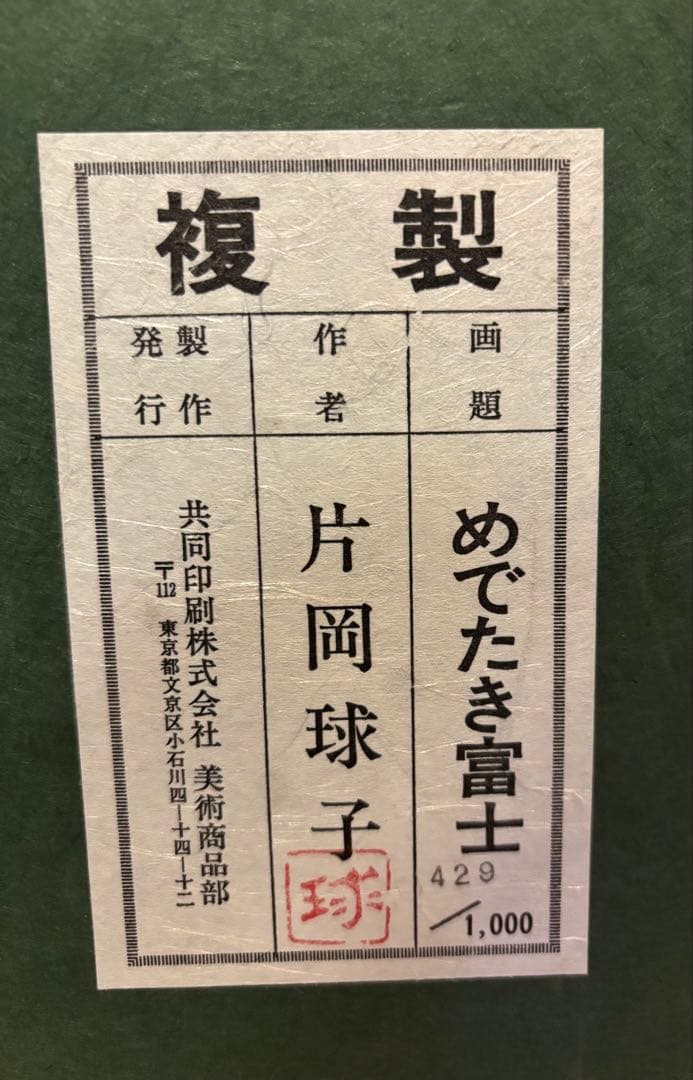 複製
画題
めでたき富士
429
/1,000
作者
片岡球子
球
製作
発行
共同印刷株式会社 美術商品部
〒112 東京都文京区小石川四―十四―十二